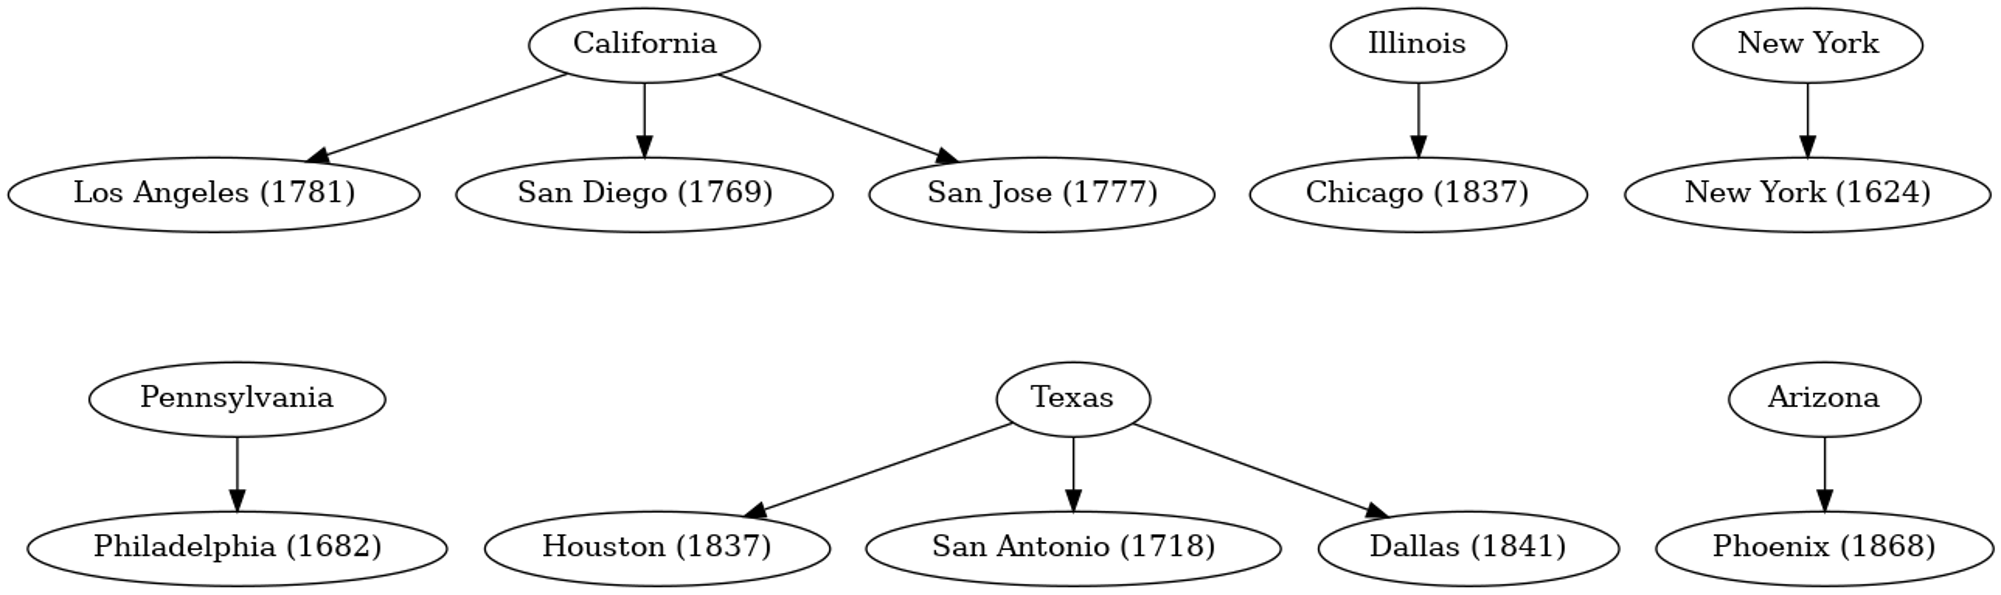 California
Illinois
New York
Los Angeles (1781)
San Diego (1769)
San Jose (1777)
Chicago (1837)
New York (1624)
Pennsylvania
Texas
Arizona
Philadelphia (1682)
Houston (1837)
San Antonio (1718)
Dallas (1841)
Phoenix (1868)